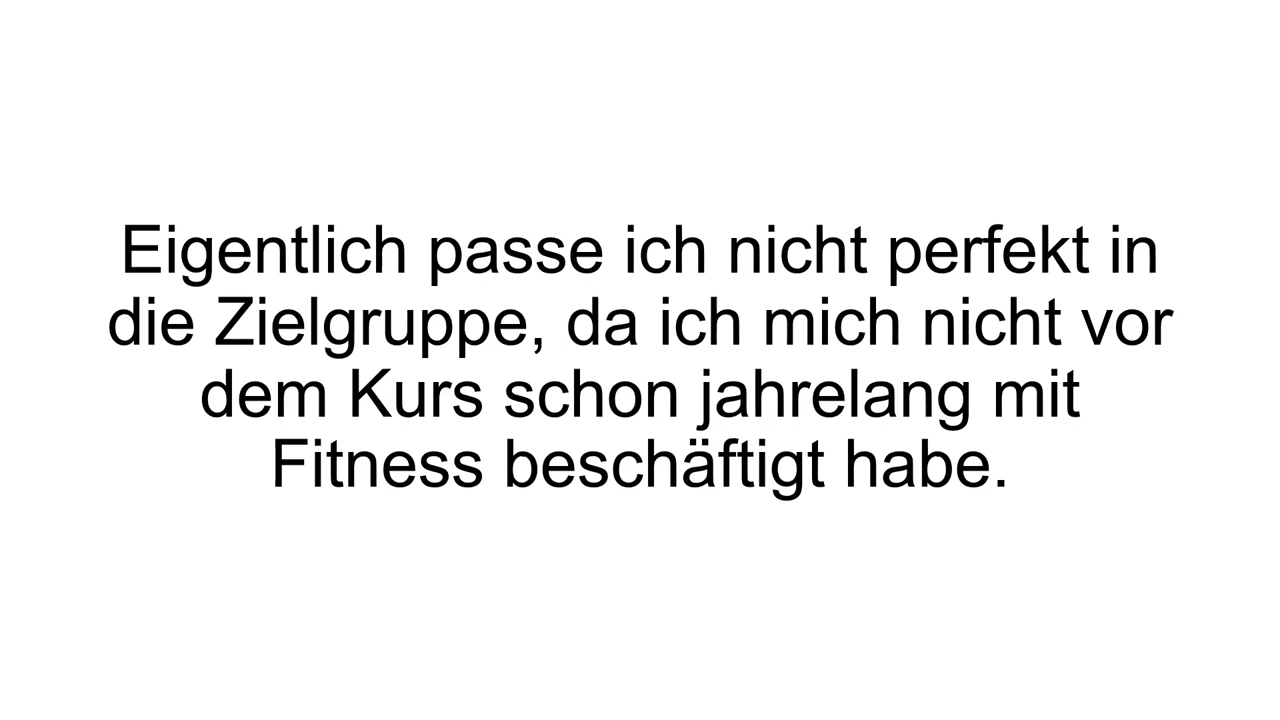 Eigentlich passe ich nicht perfekt in
die Zielgruppe, da ich mich nicht vor
dem Kurs schon jahrelang mit
Fitness beschäftigt habe.